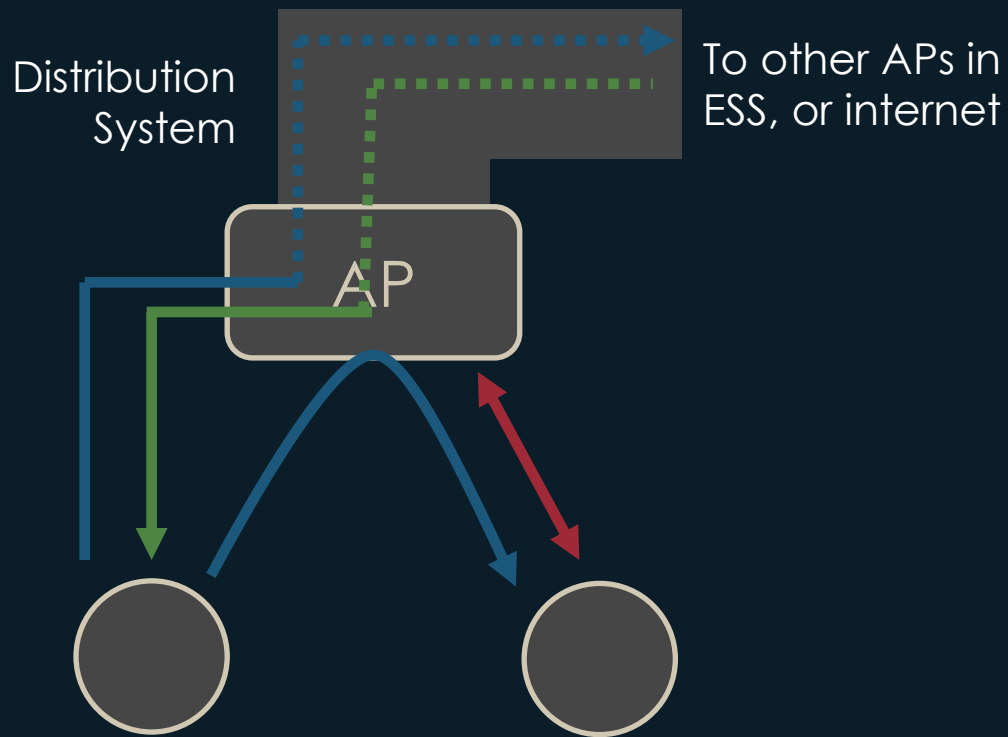 Distribution
System
To other APs in
ESS, or internet
AP